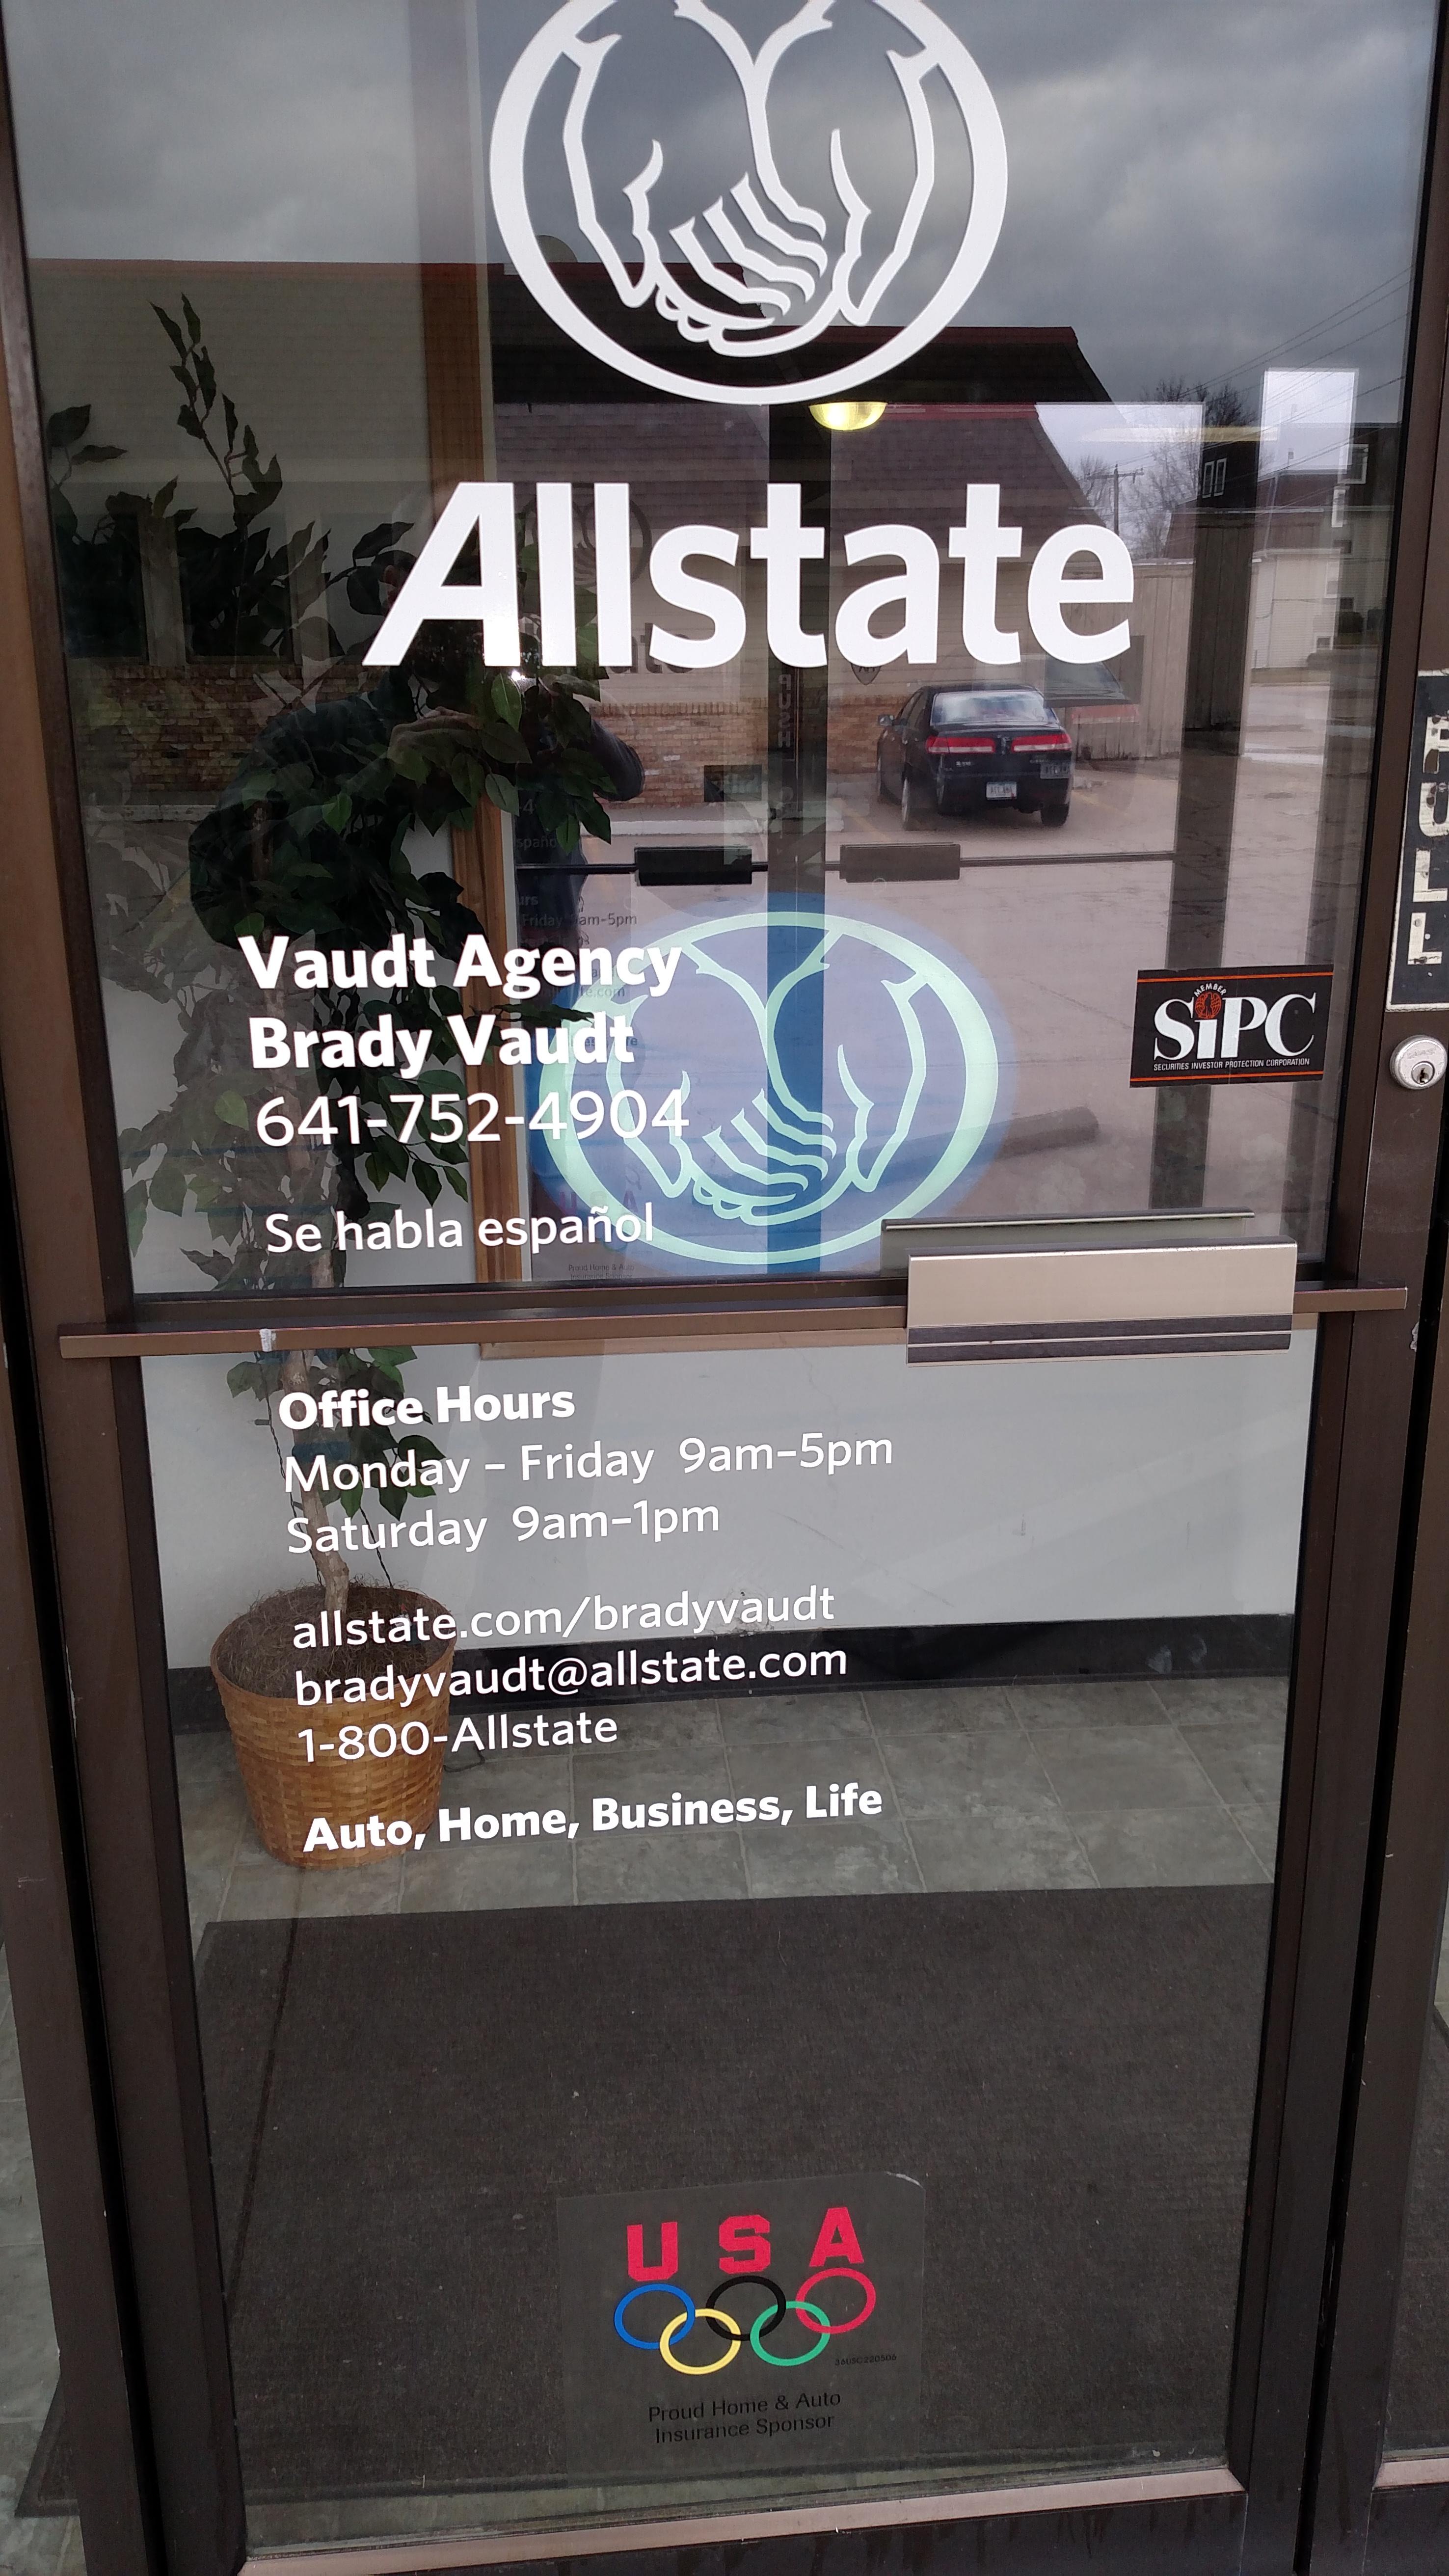 Allstate
Vaudt Agency
Brady Vaudt
641-752-4904
Se habla español
MEMBER
SiPC
SECURITIES INVESTOR PROTECTION CORPORATION
PULL
Office Hours
Monday – Friday 9am–5pm
Saturday 9am–1pm
allstate.com/bradyvaudt
bradyvaudt@allstate.com
1-800-Allstate
Auto, Home, Business, Life
USA
36USC220506
Proud Home & Auto
Insurance Sponsor